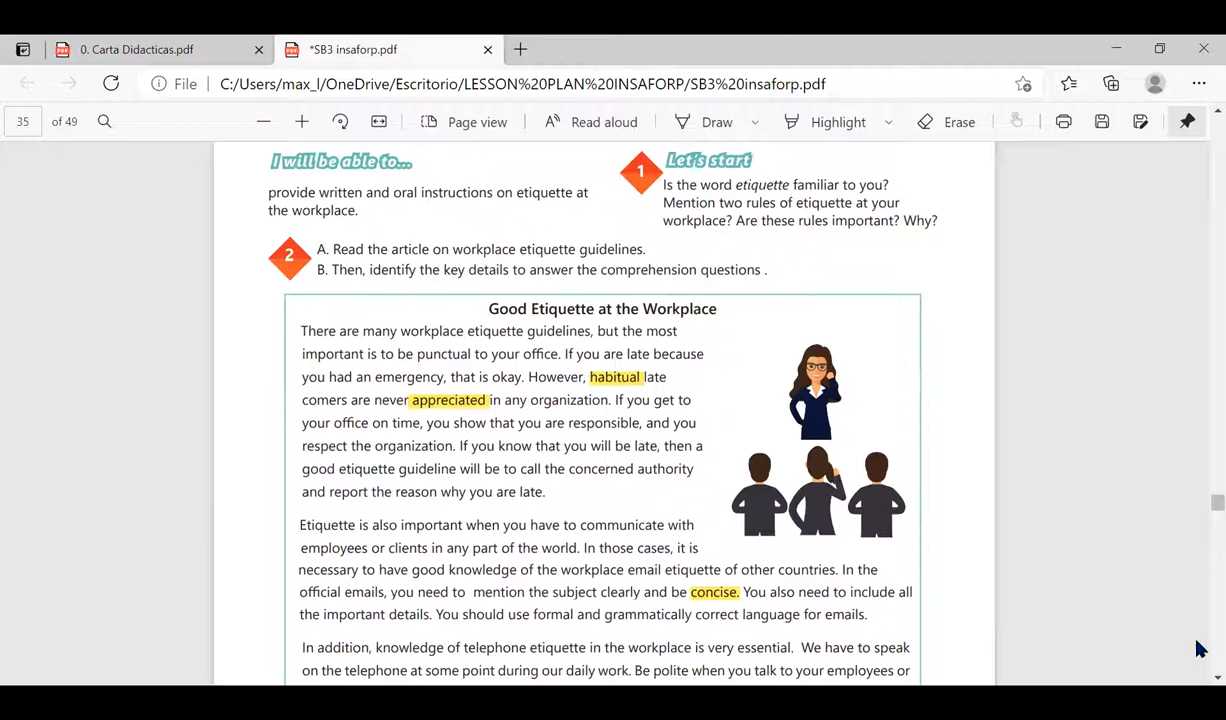 0. Carta Didacticas.pdf
*SB3 insaforp.pdf
File
C:/Users/max_l/OneDrive/Escritorio/LESSON%20PLAN%20INSAFORP/SB3%20insaforp.pdf
35 of 49
Page view
Read aloud
Draw
Highlight
Erase
I will be able to...
provide written and oral instructions on etiquette at
the workplace.
1
Let's start
Is the word etiquette familiar to you?
Mention two rules of etiquette at your
workplace? Are these rules important? Why?
2
A. Read the article on workplace etiquette guidelines.
B. Then, identify the key details to answer the comprehension questions .
Good Etiquette at the Workplace
There are many workplace etiquette guidelines, but the most
important is to be punctual to your office. If you are late because
you had an emergency, that is okay. However, habitual late
comers are never appreciated in any organization. If you get to
your office on time, you show that you are responsible, and you
respect the organization. If you know that you will be late, then a
good etiquette guideline will be to call the concerned authority
and report the reason why you are late.
Etiquette is also important when you have to communicate with
employees or clients in any part of the world. In those cases, it is
necessary to have good knowledge of the workplace email etiquette of other countries. In the
official emails, you need to mention the subject clearly and be concise. You also need to include all
the important details. You should use formal and grammatically correct language for emails.
In addition, knowledge of telephone etiquette in the workplace is very essential. We have to speak
on the telephone at some point during our daily work. Be polite when you talk to your employees or